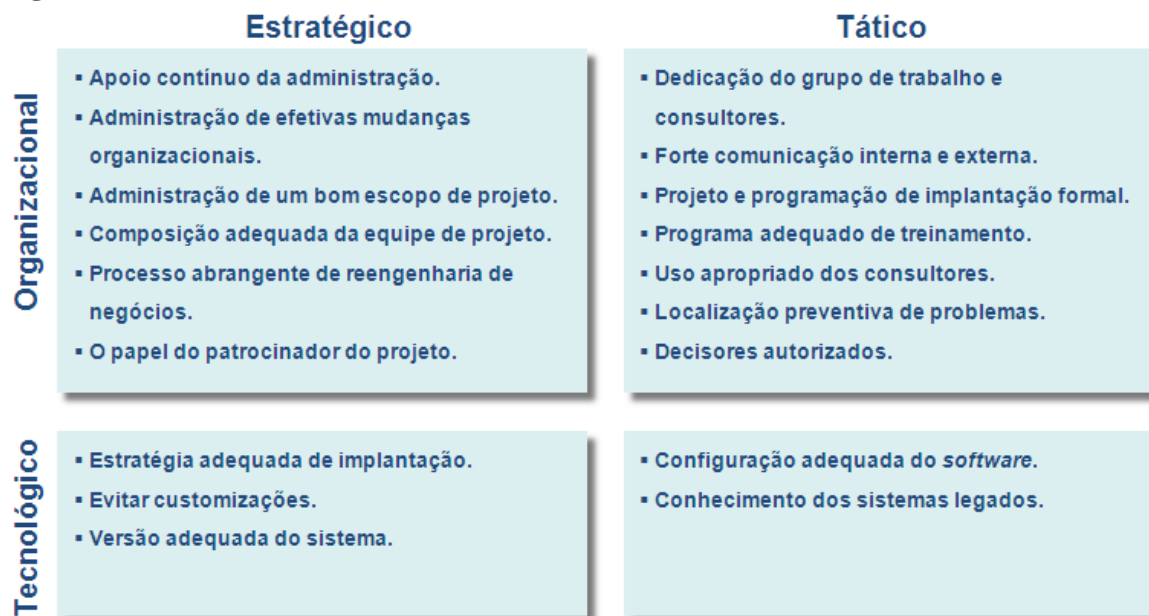 Estratégico
Tático
Organizacional
▪ Apoio contínuo da administração.
▪ Administração de efetivas mudanças
organizacionais.
▪ Administração de um bom escopo de projeto.
▪ Composição adequada da equipe de projeto.
▪ Processo abrangente de reengenharia de
negócios.
▪ O papel do patrocinador do projeto.
▪ Dedicação do grupo de trabalho e
consultores.
▪ Forte comunicação interna e externa.
▪ Projeto e programação de implantação formal.
▪ Programa adequado de treinamento.
▪ Uso apropriado dos consultores.
▪ Localização preventiva de problemas.
▪ Decisores autorizados.
Tecnológico
▪ Estratégia adequada de implantação.
▪ Evitar customizações.
▪ Versão adequada do sistema.
▪ Configuração adequada do software.
▪ Conhecimento dos sistemas legados.